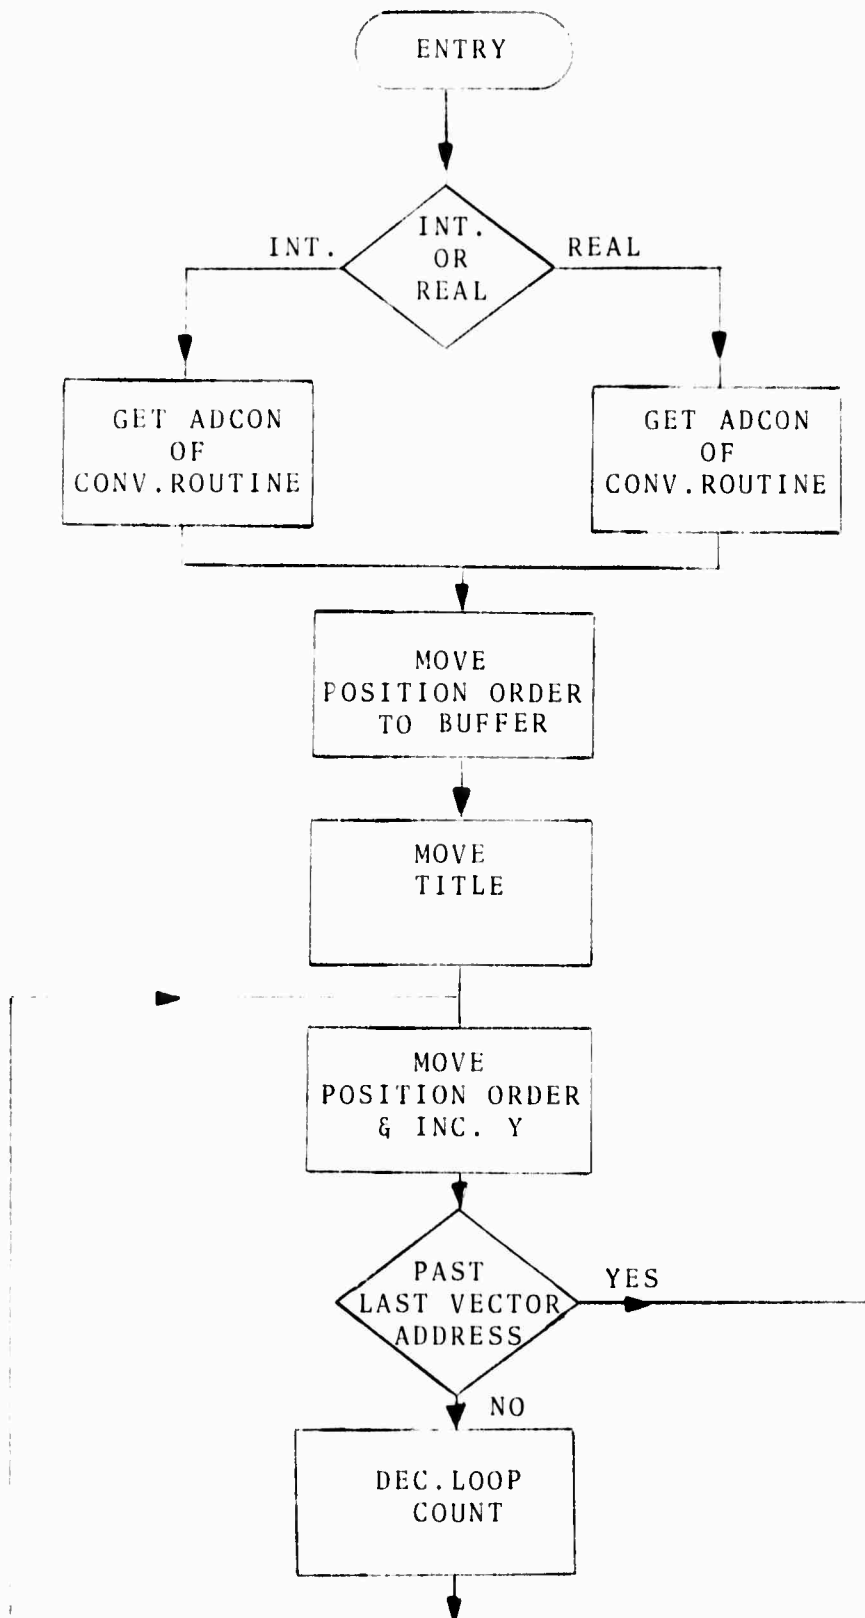 ENTRY
INT.
OR
REAL
INT.
REAL
GET ADCON
OF
CONV.ROUTINE
GET ADCON
OF
CONV.ROUTINE
MOVE
POSITION ORDER
TO BUFFER
MOVE
TITLE
MOVE
POSITION ORDER
& INC. Y
PAST
LAST VECTOR
ADDRESS
YES
NO
DEC.LOOP
COUNT